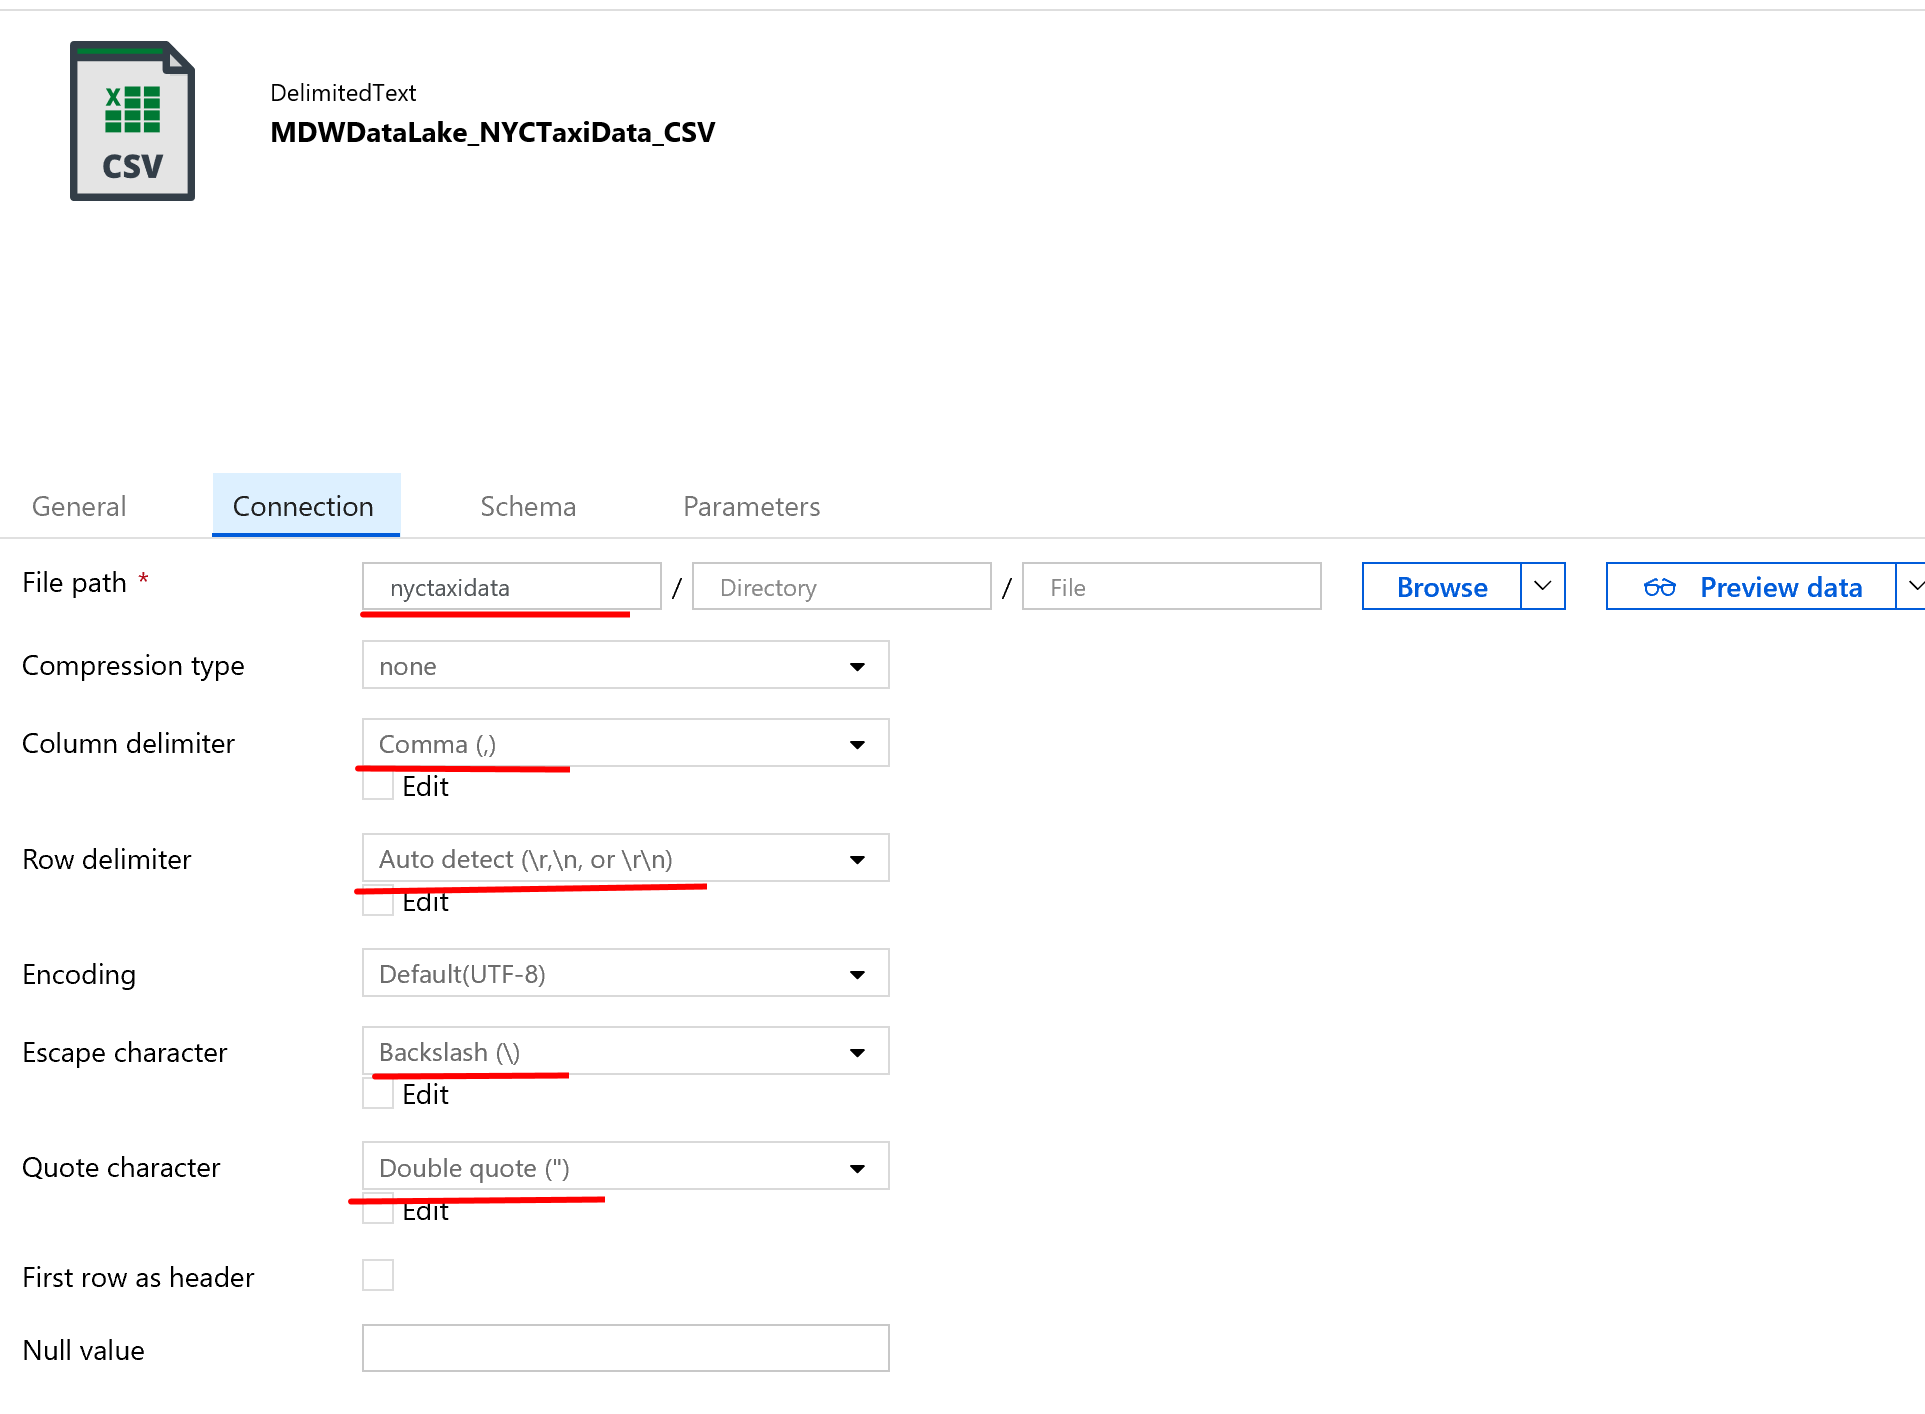 X
CSV
DelimitedText
MDWDataLake_NYCTaxiData_CSV
General Connection Schema Parameters
File path * nyctaxidata / Directory / File Browse Preview data
Compression type none
Column delimiter Comma (,)
Edit
Row delimiter Auto detect (\r,\n, or \r\n)
Edit
Encoding Default(UTF-8)
Escape character Backslash (\)
Edit
Quote character Double quote (")
Edit
First row as header
Null value